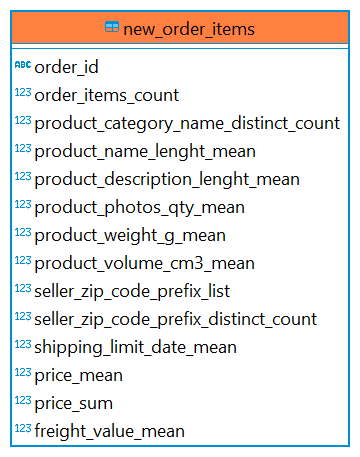 new_order_items
ABC order_id
123 order_items_count
123 product_category_name_distinct_count
123 product_name_lenght_mean
123 product_description_lenght_mean
123 product_photos_qty_mean
123 product_weight_g_mean
123 product_volume_cm3_mean
123 seller_zip_code_prefix_list
123 seller_zip_code_prefix_distinct_count
123 shipping_limit_date_mean
123 price_mean
123 price_sum
123 freight_value_mean